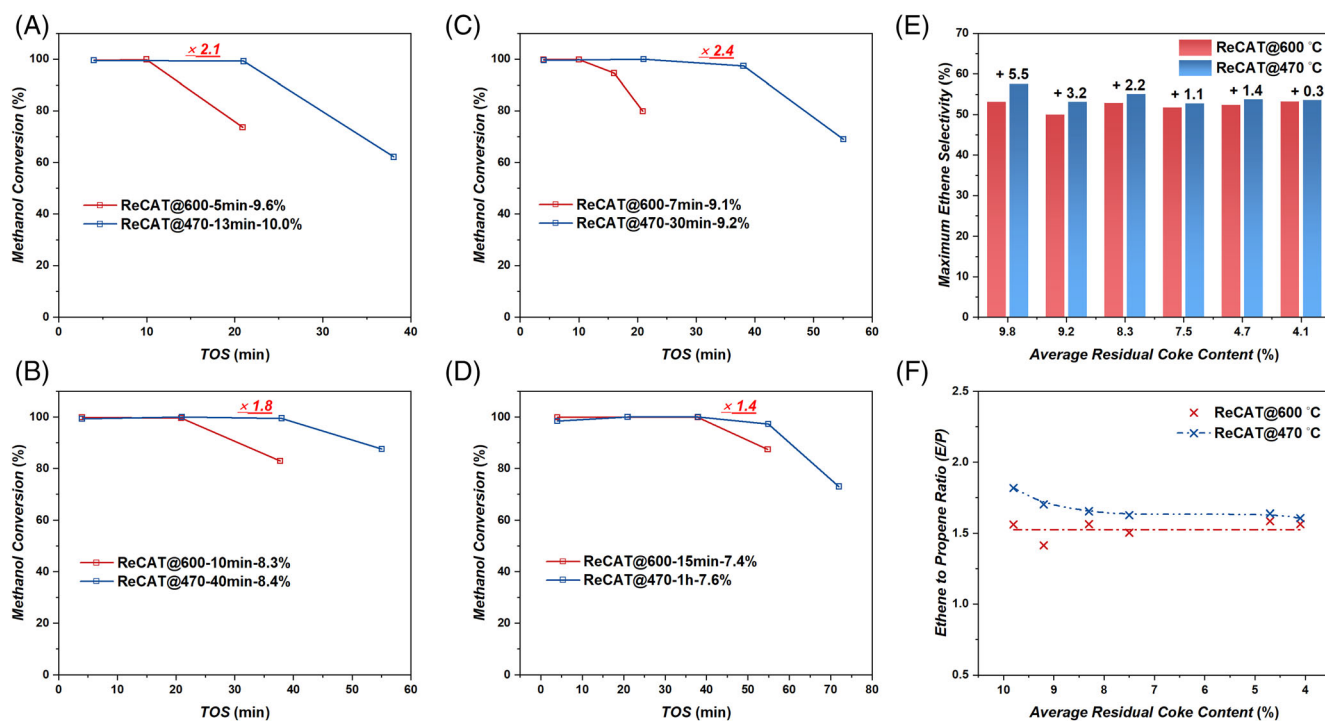 (A)
× 2.1
100
80
60
40
20
0
Methanol Conversion (%)
ReCAT@600-5min-9.6%
ReCAT@470-13min-10.0%
0 10 20 30 40
TOS (min)
(C)
× 2.4
100
80
60
40
20
0
Methanol Conversion (%)
ReCAT@600-7min-9.1%
ReCAT@470-30min-9.2%
0 10 20 30 40 50 60
TOS (min)
(E)
70
60
50
40
30
20
10
0
Maximum Ethene Selectivity (%)
ReCAT@600 °C
ReCAT@470 °C
+ 5.5
+ 3.2
+ 2.2
+ 1.1
+ 1.4
+ 0.3
9.8 9.2 8.3 7.5 4.7 4.1
Average Residual Coke Content (%)
(B)
× 1.8
100
80
60
40
20
0
Methanol Conversion (%)
ReCAT@600-10min-8.3%
ReCAT@470-40min-8.4%
0 10 20 30 40 50 60
TOS (min)
(D)
× 1.4
100
80
60
40
20
0
Methanol Conversion (%)
ReCAT@600-15min-7.4%
ReCAT@470-1h-7.6%
0 10 20 30 40 50 60 70 80
TOS (min)
(F)
2.5
2.0
1.5
1.0
0.5
Ethene to Propene Ratio (E/P)
ReCAT@600 °C
ReCAT@470 °C
10 9 8 7 6 5 4
Average Residual Coke Content (%)